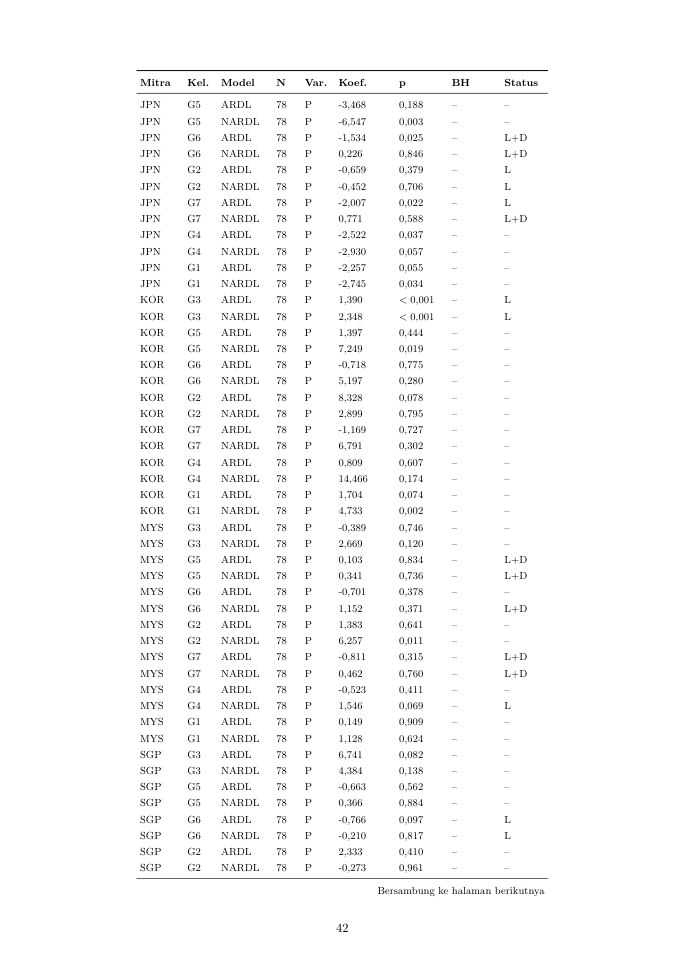 Mitra Kel. Model N Var. Koef. p BH Status
JPN G5 ARDL 78 P -3,468 0,188 – –
JPN G5 NARDL 78 P -6,547 0,003 – –
JPN G6 ARDL 78 P -1,534 0,025 – L+D
JPN G6 NARDL 78 P 0,226 0,846 – L+D
JPN G2 ARDL 78 P -0,659 0,379 – L
JPN G2 NARDL 78 P -0,452 0,706 – L
JPN G7 ARDL 78 P -2,007 0,022 – L
JPN G7 NARDL 78 P 0,771 0,588 – L+D
JPN G4 ARDL 78 P -2,522 0,037 – –
JPN G4 NARDL 78 P -2,930 0,057 – –
JPN G1 ARDL 78 P -2,257 0,055 – –
JPN G1 NARDL 78 P -2,745 0,034 – –
KOR G3 ARDL 78 P 1,390 < 0,001 – L
KOR G3 NARDL 78 P 2,348 < 0,001 – L
KOR G5 ARDL 78 P 1,397 0,444 – –
KOR G5 NARDL 78 P 7,249 0,019 – –
KOR G6 ARDL 78 P -0,718 0,775 – –
KOR G6 NARDL 78 P 5,197 0,280 – –
KOR G2 ARDL 78 P 8,328 0,078 – –
KOR G2 NARDL 78 P 2,899 0,795 – –
KOR G7 ARDL 78 P -1,169 0,727 – –
KOR G7 NARDL 78 P 6,791 0,302 – –
KOR G4 ARDL 78 P 0,809 0,607 – –
KOR G4 NARDL 78 P 14,466 0,174 – –
KOR G1 ARDL 78 P 1,704 0,074 – –
KOR G1 NARDL 78 P 4,733 0,002 – –
MYS G3 ARDL 78 P -0,389 0,746 – –
MYS G3 NARDL 78 P 2,669 0,120 – –
MYS G5 ARDL 78 P 0,103 0,834 – L+D
MYS G5 NARDL 78 P 0,341 0,736 – L+D
MYS G6 ARDL 78 P -0,701 0,378 – –
MYS G6 NARDL 78 P 1,152 0,371 – L+D
MYS G2 ARDL 78 P 1,383 0,641 – –
MYS G2 NARDL 78 P 6,257 0,011 – –
MYS G7 ARDL 78 P -0,811 0,315 – L+D
MYS G7 NARDL 78 P 0,462 0,760 – L+D
MYS G4 ARDL 78 P -0,523 0,411 – –
MYS G4 NARDL 78 P 1,546 0,069 – L
MYS G1 ARDL 78 P 0,149 0,909 – –
MYS G1 NARDL 78 P 1,128 0,624 – –
SGP G3 ARDL 78 P 6,741 0,082 – –
SGP G3 NARDL 78 P 4,384 0,138 – –
SGP G5 ARDL 78 P -0,663 0,562 – –
SGP G5 NARDL 78 P 0,366 0,884 – –
SGP G6 ARDL 78 P -0,766 0,097 – L
SGP G6 NARDL 78 P -0,210 0,817 – L
SGP G2 ARDL 78 P 2,333 0,410 – –
SGP G2 NARDL 78 P -0,273 0,961 – –
Bersambung ke halaman berikutnya
42